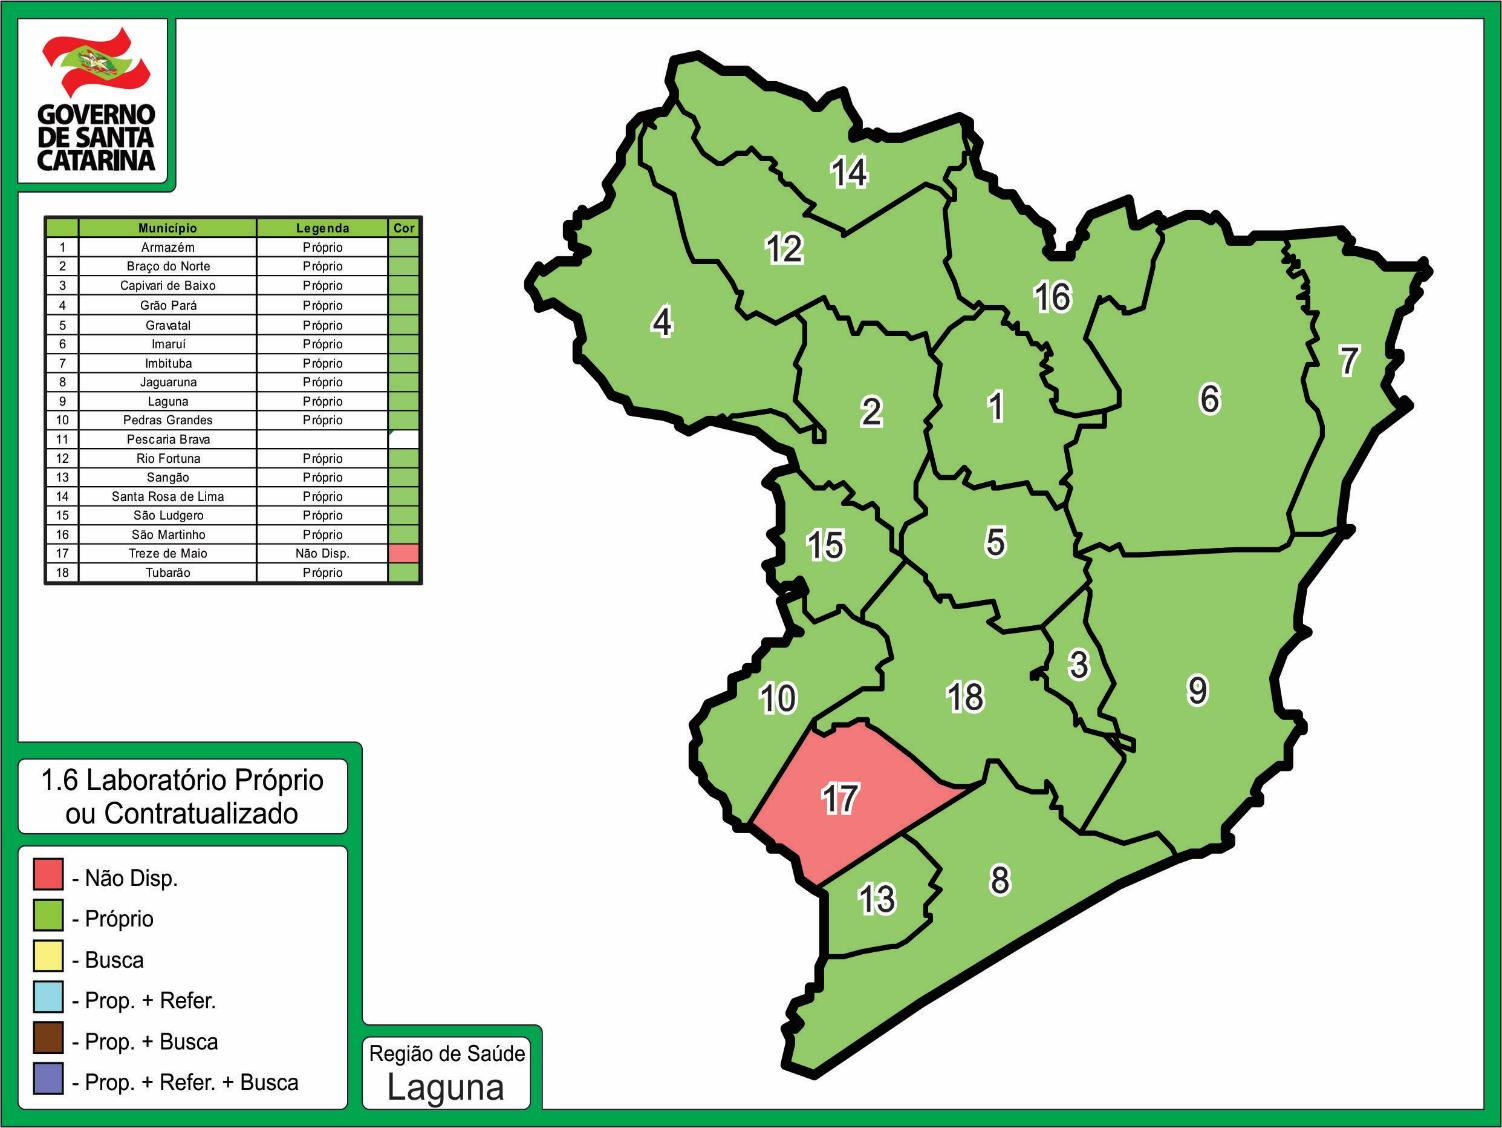 GOVERNO
DE SANTA
CATARINA
Município Legenda Cor
1 Armazém Próprio
2 Braço do Norte Próprio
3 Capivari de Baixo Próprio
4 Grão Pará Próprio
5 Gravatal Próprio
6 Imaruí Próprio
7 Imbituba Próprio
8 Jaguaruna Próprio
9 Laguna Próprio
10 Pedras Grandes Próprio
11 Pescaria Brava
12 Rio Fortuna Próprio
13 Sangão Próprio
14 Santa Rosa de Lima Próprio
15 São Ludgero Próprio
16 São Martinho Próprio
17 Treze de Maio Não Disp.
18 Tubarão Próprio
14
12
16
4
7
6
2
1
15
5
3
10
18
9
17
13
8
1.6 Laboratório Próprio
ou Contratualizado
- Não Disp.
- Próprio
- Busca
- Prop. + Refer.
- Prop. + Busca
- Prop. + Refer. + Busca
Região de Saúde
Laguna